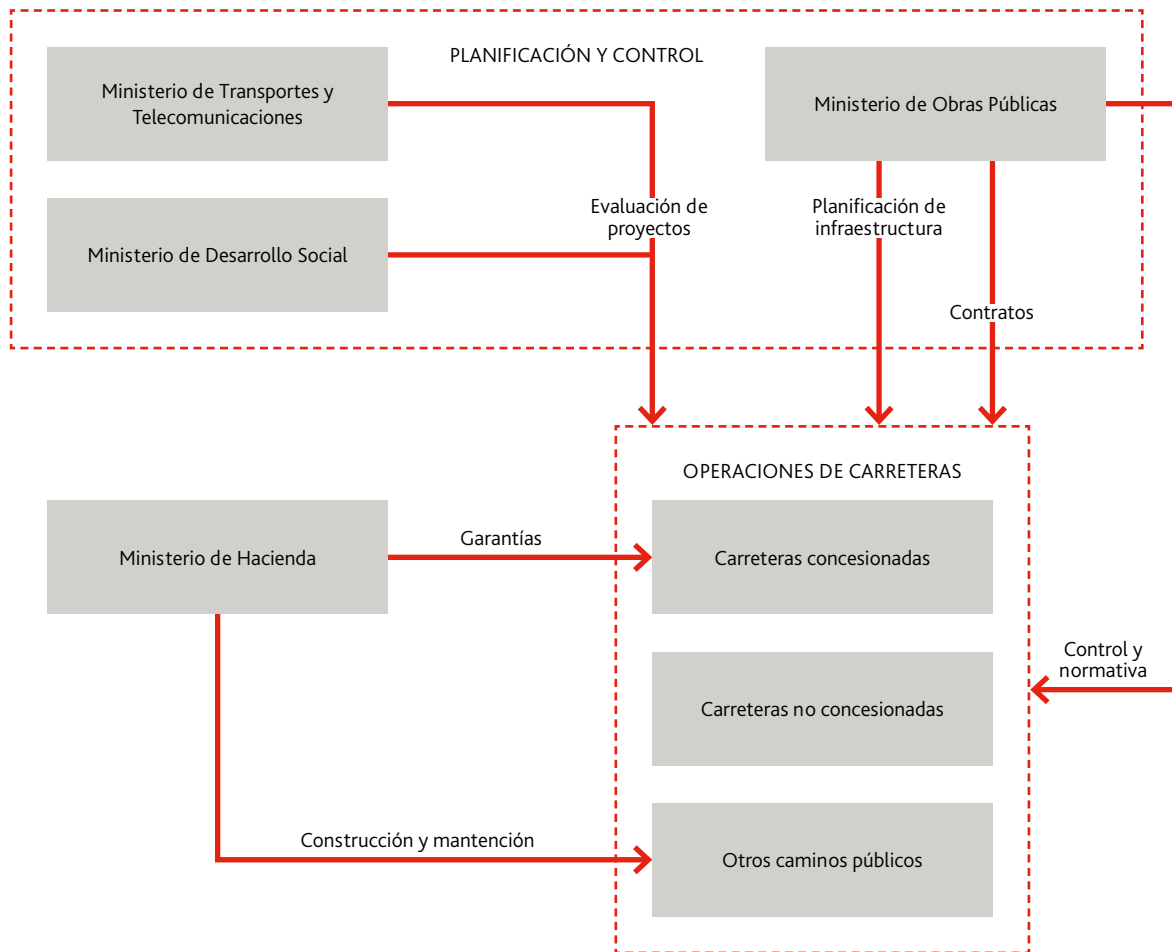 PLANIFICACIÓN Y CONTROL
Ministerio de Transportes y
Telecomunicaciones
Ministerio de Obras Públicas
Evaluación de
proyectos
Planificación de
infraestructura
Ministerio de Desarrollo Social
Contratos
OPERACIONES DE CARRETERAS
Ministerio de Hacienda
Garantías
Carreteras concesionadas
Control y
normativa
Carreteras no concesionadas
Construcción y mantención
Otros caminos públicos